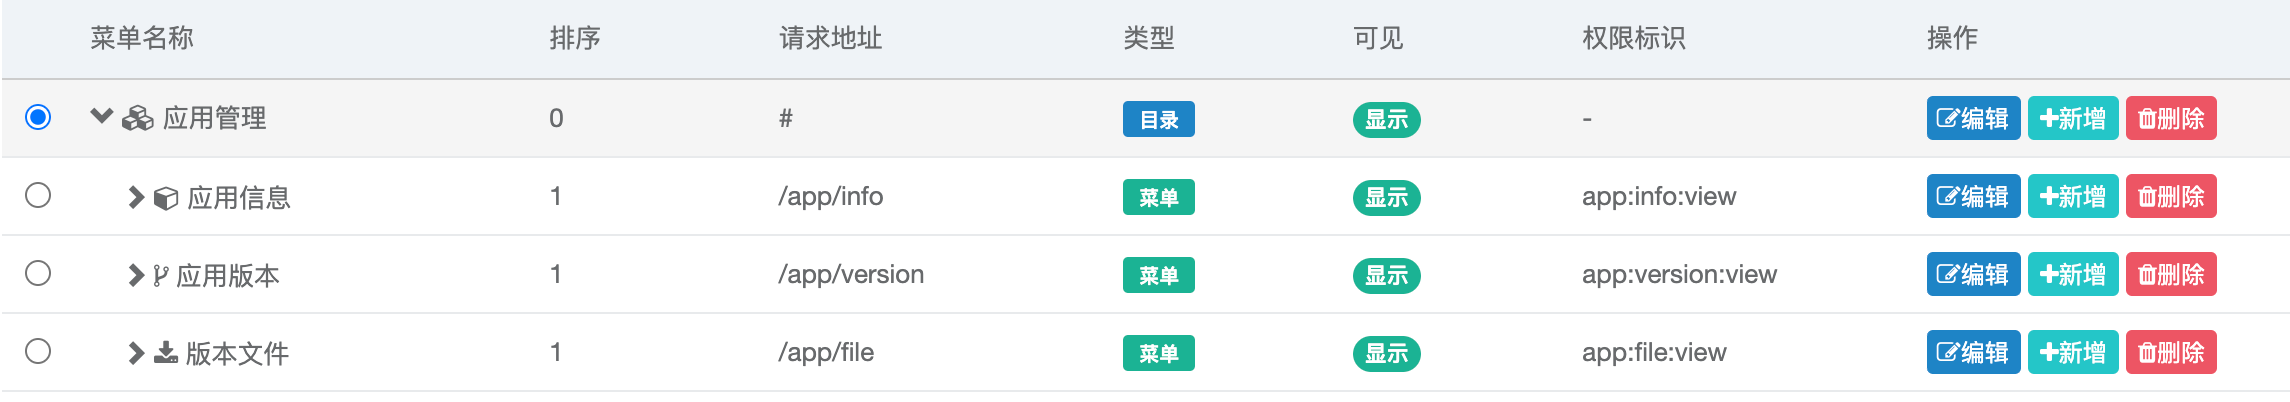 菜单名称 排序 请求地址 类型 可见 权限标识 操作
应用管理 0 # 目录 显示 - 编辑 新增 删除
应用信息 1 /app/info 菜单 显示 app:info:view 编辑 新增 删除
应用版本 1 /app/version 菜单 显示 app:version:view 编辑 新增 删除
版本文件 1 /app/file 菜单 显示 app:file:view 编辑 新增 删除